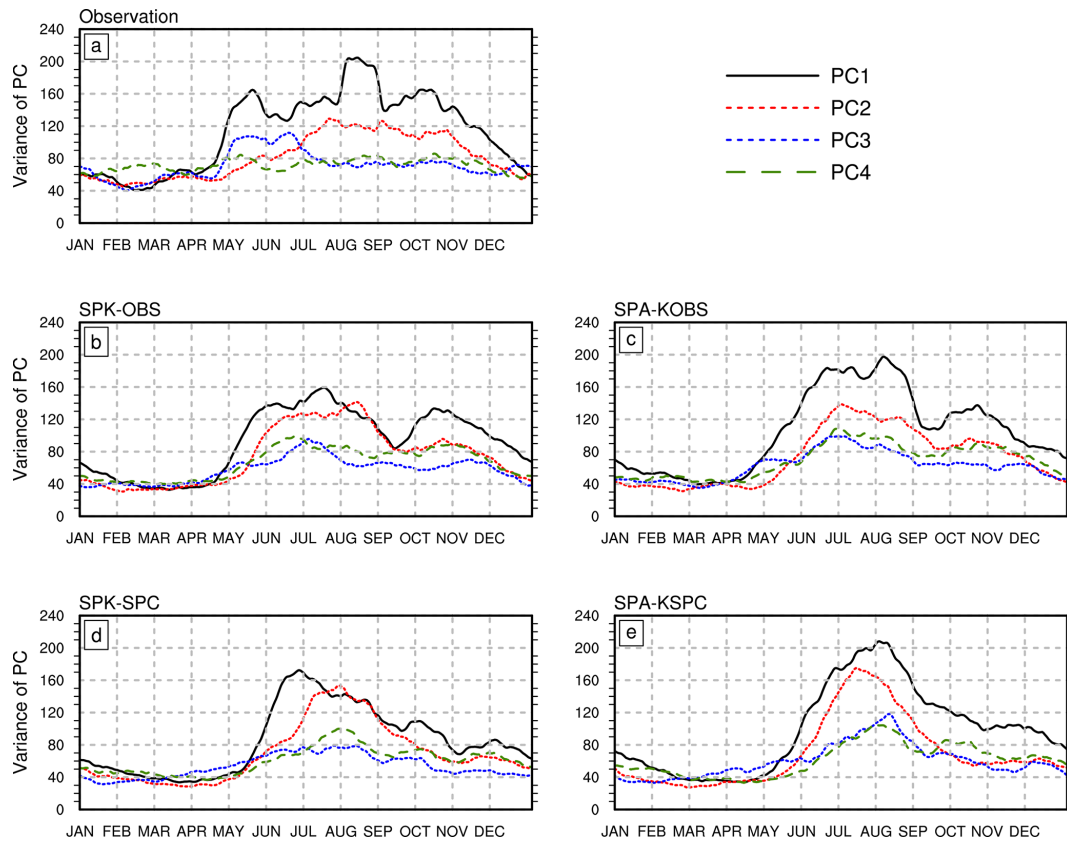 Observation
a
Variance of PC
240
200
160
120
80
40
0
JAN FEB MAR APR MAY JUN JUL AUG SEP OCT NOV DEC
PC1
PC2
PC3
PC4
SPK-OBS
b
Variance of PC
240
200
160
120
80
40
0
JAN FEB MAR APR MAY JUN JUL AUG SEP OCT NOV DEC
SPA-KOBS
c
240
200
160
120
80
40
0
JAN FEB MAR APR MAY JUN JUL AUG SEP OCT NOV DEC
SPK-SPC
d
Variance of PC
240
200
160
120
80
40
0
JAN FEB MAR APR MAY JUN JUL AUG SEP OCT NOV DEC
SPA-KSPC
e
240
200
160
120
80
40
0
JAN FEB MAR APR MAY JUN JUL AUG SEP OCT NOV DEC